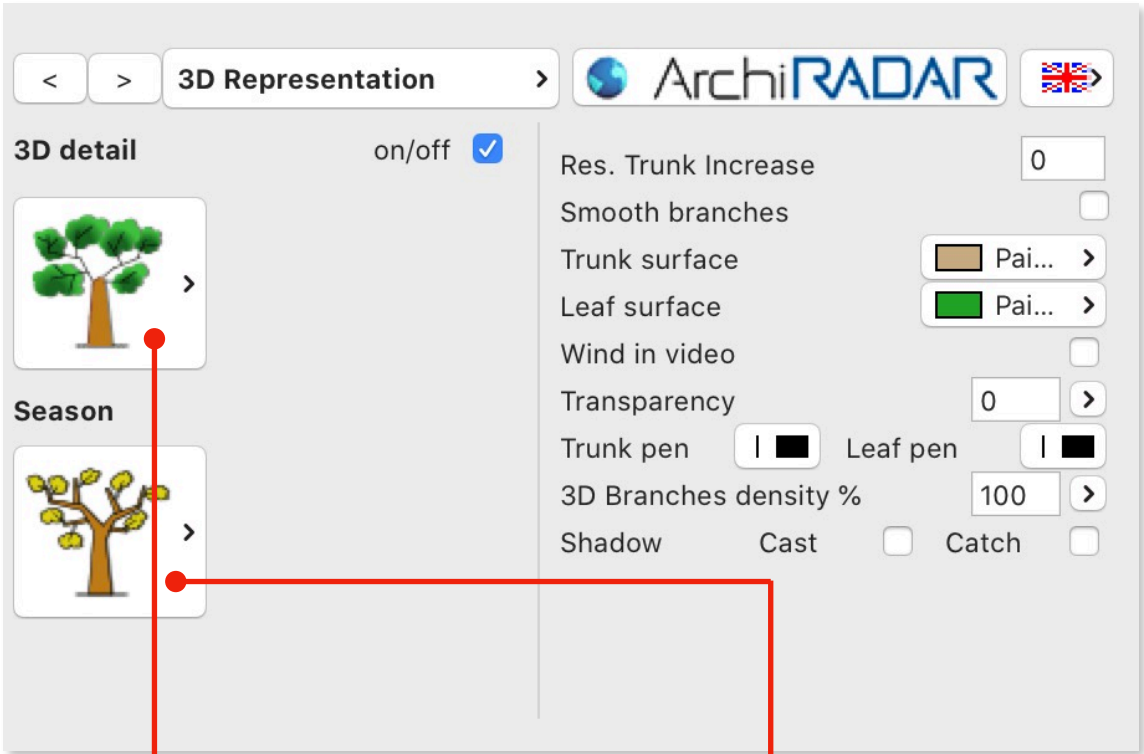 < > 3D Representation > ArchiRADAR >
3D detail on/off
>
Season
>
Res. Trunk Increase 0
Smooth branches
Trunk surface Pai... >
Leaf surface Pai... >
Wind in video
Transparency 0 >
Trunk pen Leaf pen
3D Branches density % 100 >
Shadow Cast Catch